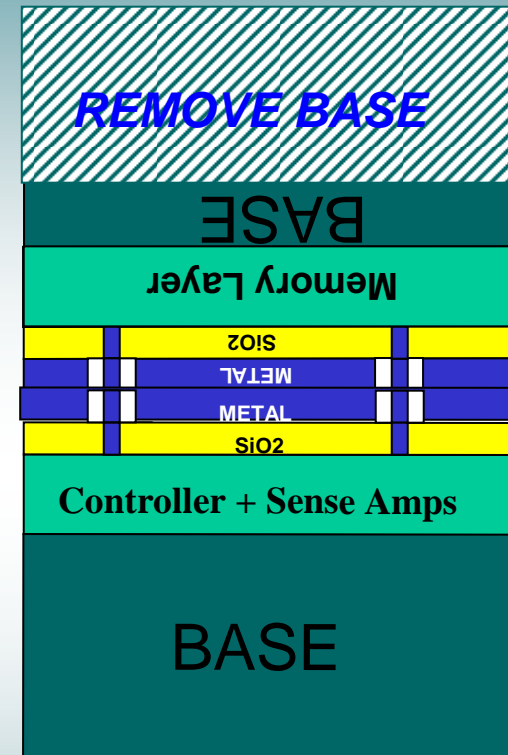 REMOVE BASE
BASE
Memory Layer
SiO2
METAL
METAL
SiO2
Controller + Sense Amps
BASE